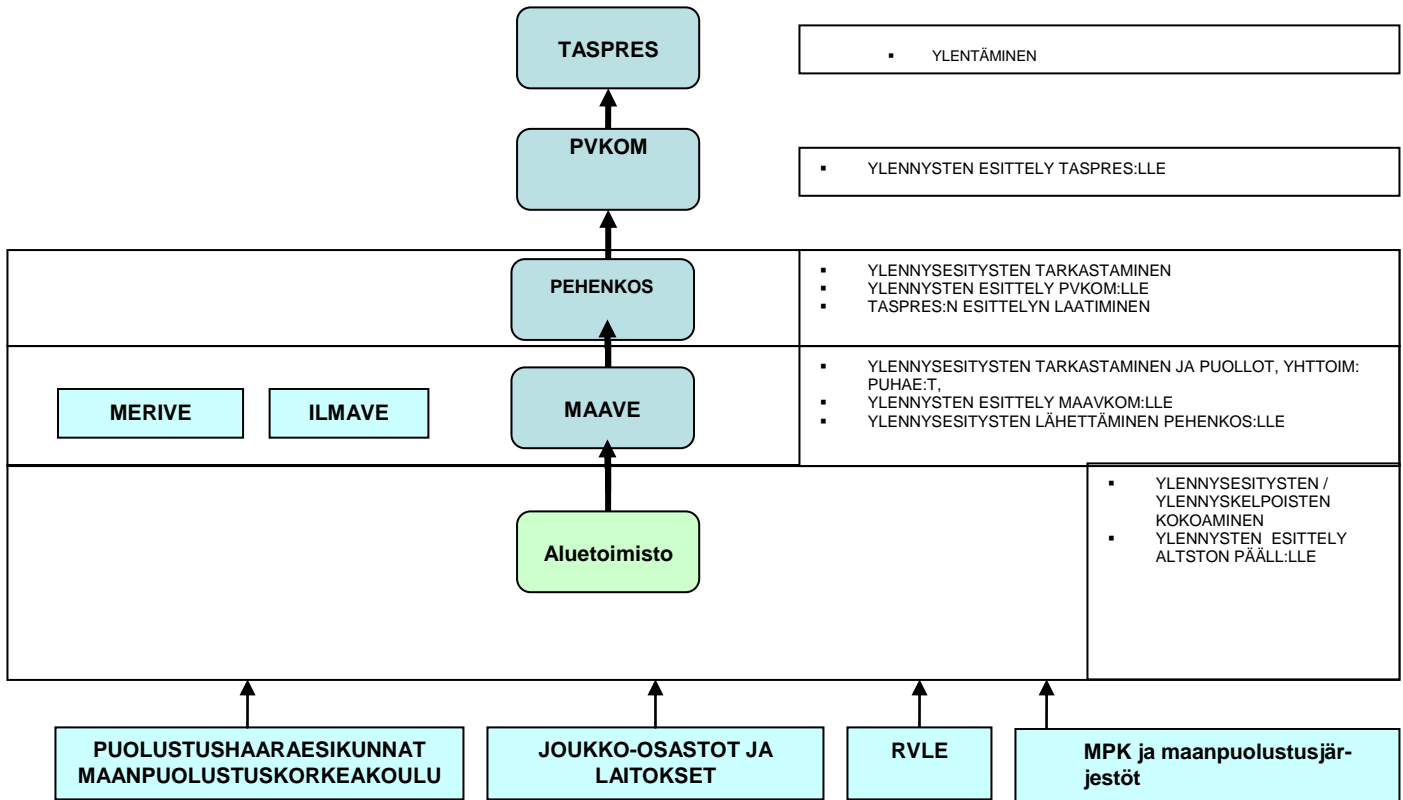 TASPRES
▪ YLENTÄMINEN
PVKOM
▪ YLENNYSTEN ESITTELY TASPRES:LLE
PEHENKOS
▪ YLENNYSESITYSTEN TARKASTAMINEN
▪ YLENNYSTEN ESITTELY PVKOM:LLE
▪ TASPRES:N ESITTELYN LAATIMINEN
MERIVE
ILMAVE
MAAVE
▪ YLENNYSESITYSTEN TARKASTAMINEN JA PUOLLOT, YHTTOIM:
PUHAE:T,
▪ YLENNYSTEN ESITTELY MAAVKOM:LLE
▪ YLENNYSESITYSTEN LÄHETTÄMINEN PEHENKOS:LLE
Aluetoimisto
▪ YLENNYSESITYSTEN /
YLENNYSKELPOISTEN
KOKOAMINEN
▪ YLENNYSTEN ESITTELY
ALTSTON PÄÄLL:LLE
PUOLUSTUSHAARAESIKUNNAT
MAANPUOLUSTUSKORKEAKOULU
JOUKKO-OSASTOT JA
LAITOKSET
RVLE
MPK ja maanpuolustusjär-
jestöt